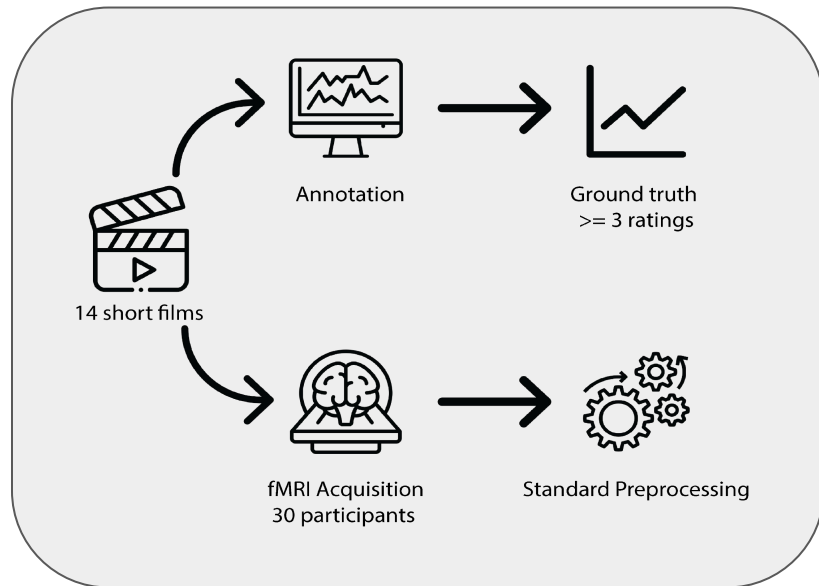 Annotation
Ground truth
>= 3 ratings
14 short films
fMRI Acquisition
30 participants
Standard Preprocessing